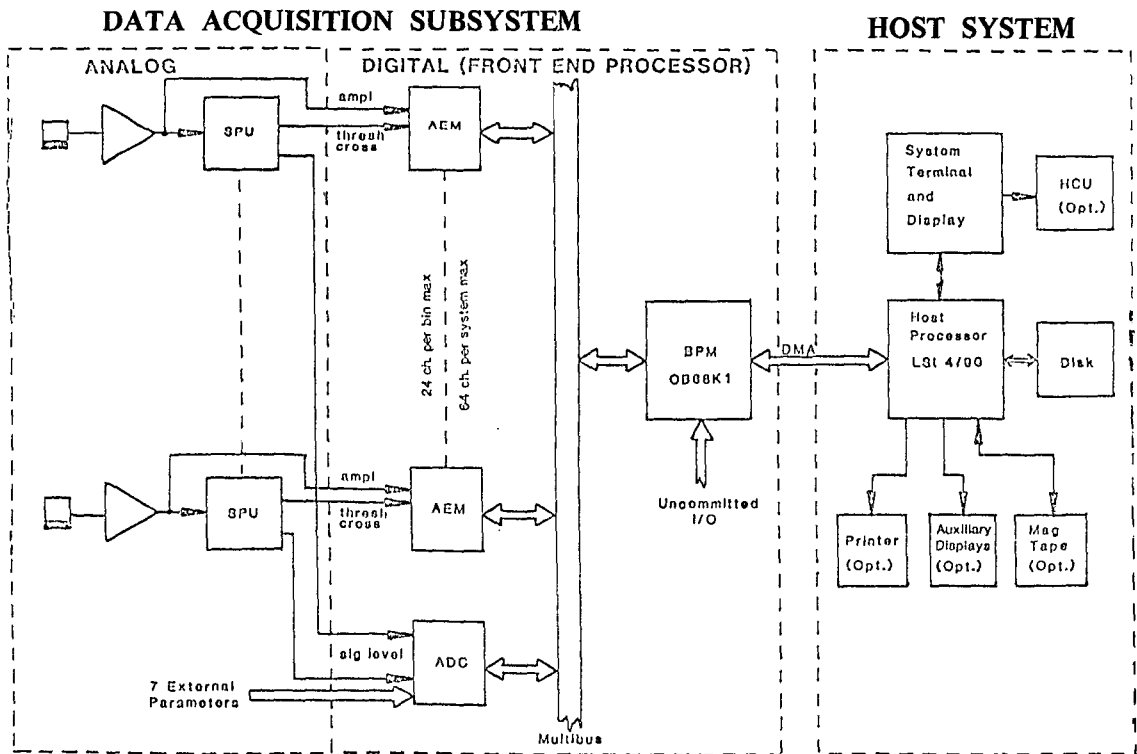 DATA ACQUISITION SUBSYSTEM
HOST SYSTEM
ANALOG
DIGITAL (FRONT END PROCESSOR)
ampl
SPU
thresh
cross
AEM
24 ch. per bin max
64 ch. per system max
ampl
SPU
thresh
cross
AEM
sig level
ADC
7 External
Parameters
Multibus
BPM
Uncommitted
I/O
DMA
System
Terminal
and
Display
HCU
(Opt.)
Host
Processor
LSI 4/90
Disk
Printer
(Opt.)
Auxiliary
Displays
(Opt.)
Mag
Tape
(Opt.)